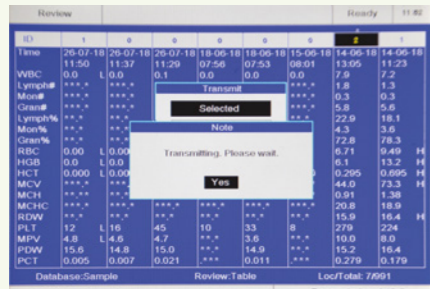 Review Ready 11:02
ID 1 0 0 0 0 0 2 1
Time 26-07-18 26-07-18 26-07-18 18-06-18 18-06-18 15-06-18 14-06-18 14-06-18
11:50 11:37 11:29 07:56 07:53 08:01 13:05 11:23
WBC 0.0 L 0.0 0.1 0.0 0.0 0.0 7.9 7.2
Lymph# ***.* **.* ***.* 1.8 1.3
Transmit
Mon# ***.* **.* ***.* 0.3 0.3
Gran# ***.* **.* ***.* 5.8 5.6
Selected
Lymph% **.* **.* 22.9 18.1
Note
Mon% **.* **.* 4.3 3.6
Gran% **.* **.* 72.8 78.3
RBC 0.00 L 0.00 6.71 9.49 H
Transmitting. Please wait.
HGB 0.0 L 0.0 6.1 13.2 H
HCT 0.000 L 0.00 0.295 0.695 H
MCV ***.* ***.* 44.0 73.3 H
Yes
MCH 0.91 1.38
MCHC 20.8 18.9
RDW **.* **.* 15.9 16.4 H
PLT 12 L 16 45 10 33 8 279 224
MPV 4.8 L 4.6 4.7 **.* 3.6 **.* 10.0 8.0
PDW 15.6 14.8 15.0 **.* 14.9 **.* 15.2 16.4
PCT 0.005 0.007 0.021 .*** 0.011 .*** 0.279 0.179
Database:Sample Review:Table Loc/Total: 7/991